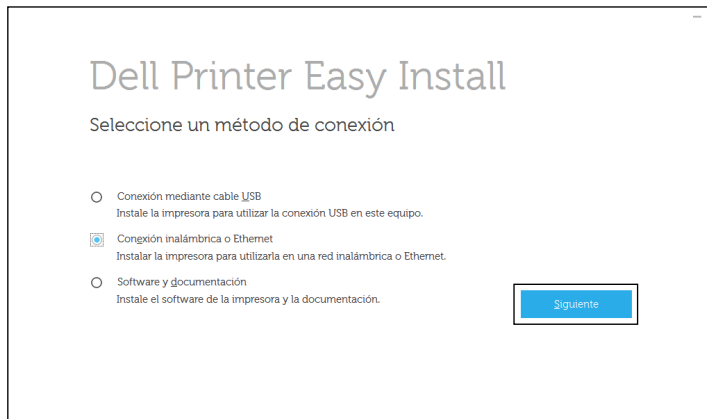 Dell Printer Easy Install
Seleccione un método de conexión
Conexión mediante cable USB
Instale la impresora para utilizar la conexión USB en este equipo.
Conexión inalámbrica o Ethernet
Instalar la impresora para utilizarla en una red inalámbrica o Ethernet.
Software y documentación
Instale el software de la impresora y la documentación.
Siguiente